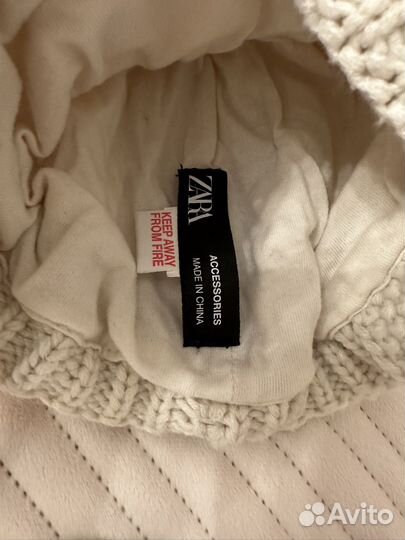 ZARA
ACCESSORIES
MADE IN CHINA
KEEP AWAY
FROM FIRE
Avito